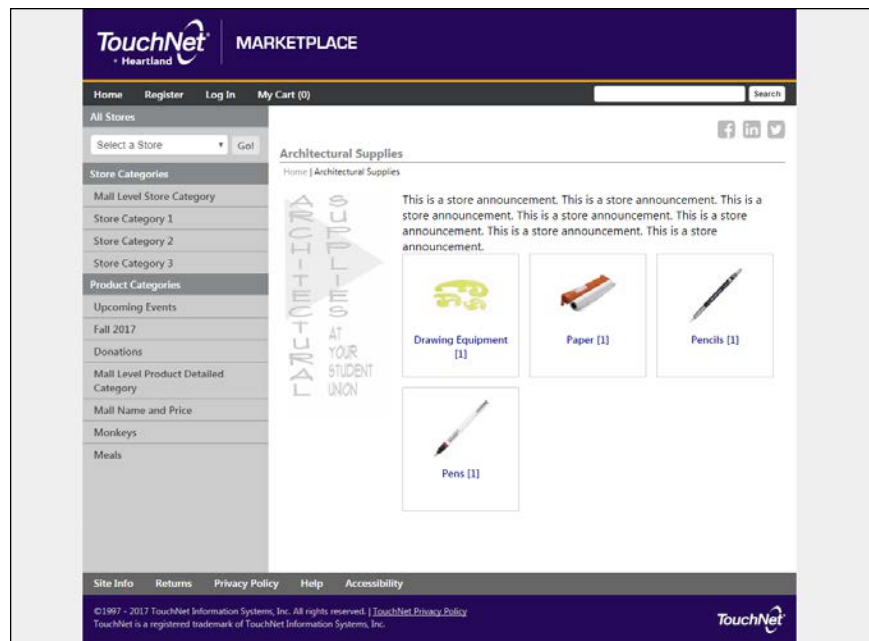 TouchNet®
Heartland
MARKETPLACE
Home Register Log In My Cart (0)
Search
All Stores
Select a Store
Go!
Store Categories
Mall Level Store Category
Store Category 1
Store Category 2
Store Category 3
Product Categories
Upcoming Events
Fall 2017
Donations
Mall Level Product Detailed
Category
Mall Name and Price
Monkeys
Meals
f in
Architectural Supplies
Home | Architectural Supplies
ARCHITECTURAL
SUPPLIES
AT
YOUR
STUDENT
UNION
This is a store announcement. This is a store announcement. This is a
store announcement. This is a store announcement. This is a store
announcement. This is a store announcement. This is a store
announcement.
Drawing Equipment
[1]
Paper [1]
Pencils [1]
Pens [1]
Site Info Returns Privacy Policy Help Accessibility
©1997 - 2017 TouchNet Information Systems, Inc. All rights reserved. | TouchNet Privacy Policy
TouchNet is a registered trademark of TouchNet Information Systems, Inc.
TouchNet®